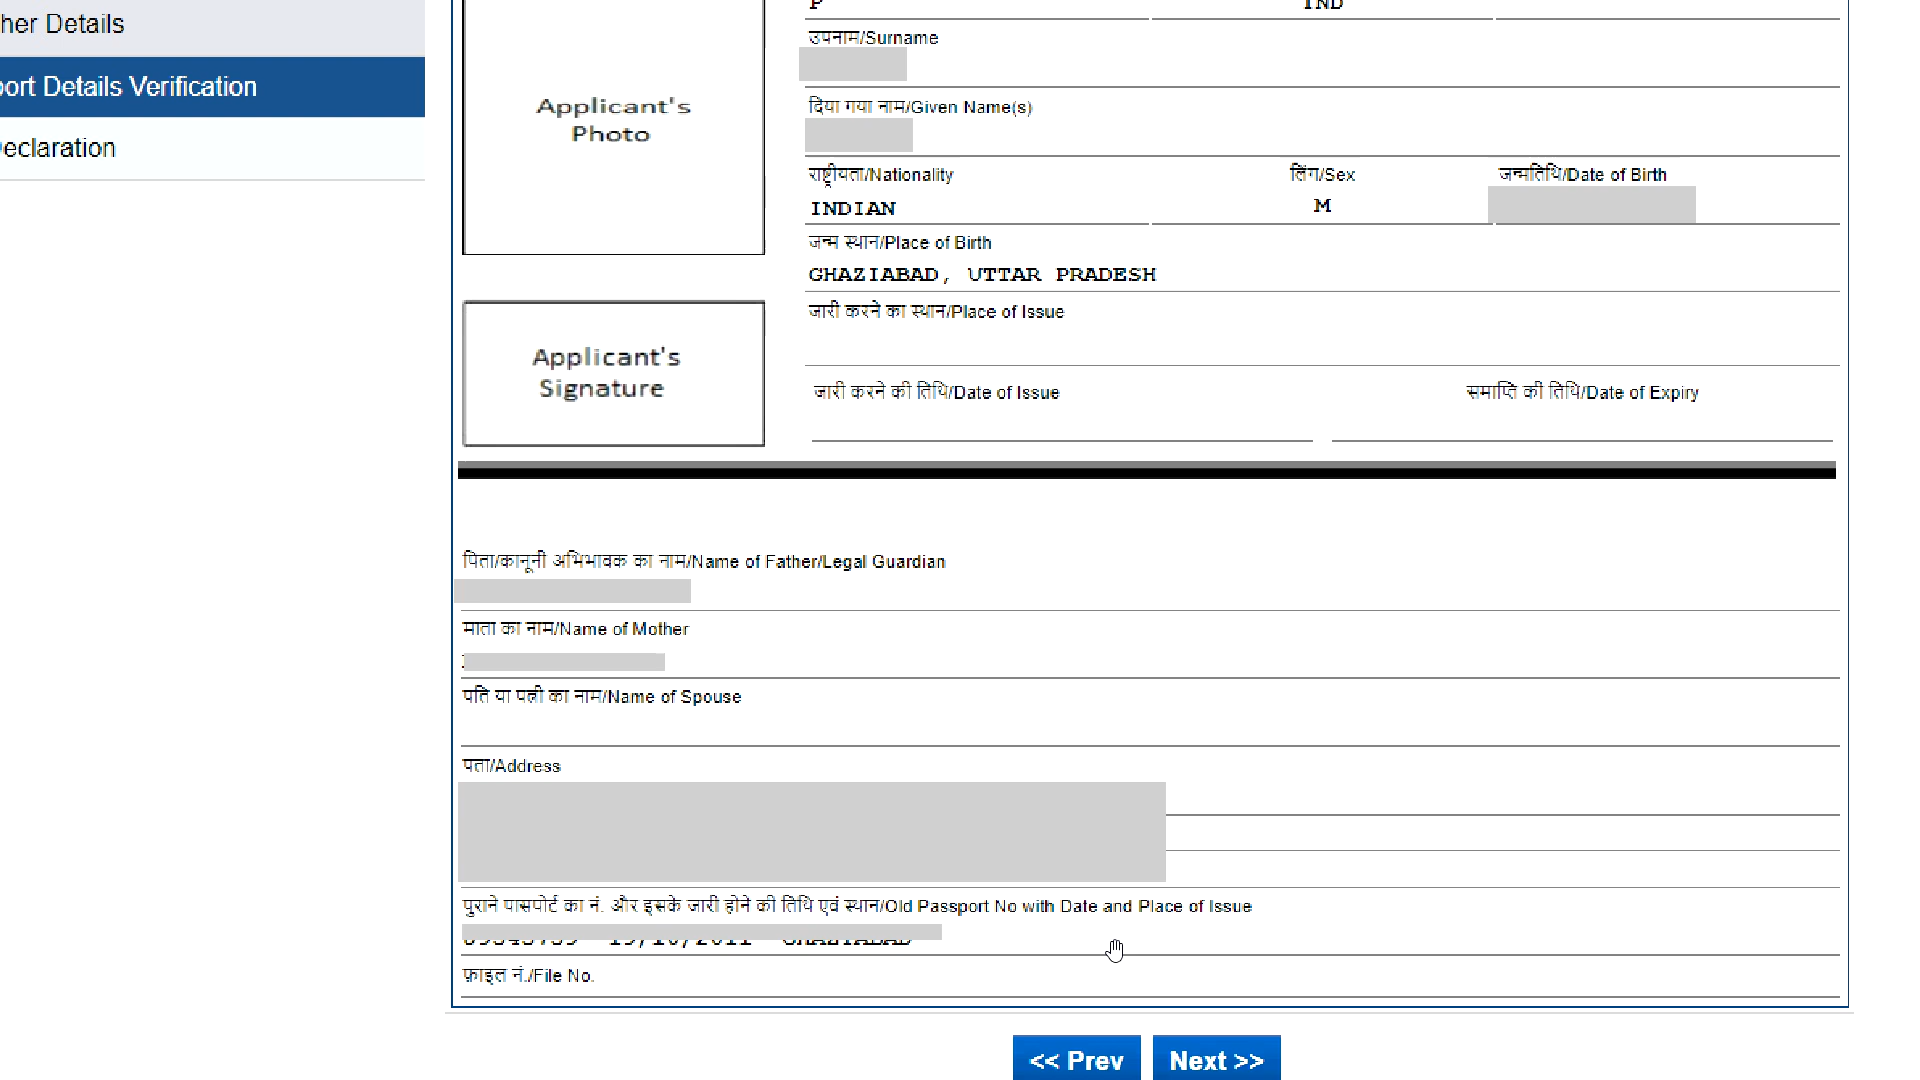 her Details
port Details Verification
eclaration
P IND
उपनाम/Surname
Applicant's
Photo
दिया गया नाम/Given Name(s)
राष्ट्रीयता/Nationality लिंग/Sex जन्मतिथि/Date of Birth
INDIAN M
जन्म स्थान/Place of Birth
GHAZIABAD, UTTAR PRADESH
जारी करने का स्थान/Place of Issue
Applicant's
Signature
जारी करने की तिथि/Date of Issue समाप्ति की तिथि/Date of Expiry
पिता/कानूनी अभिभावक का नाम/Name of Father/Legal Guardian
माता का नाम/Name of Mother
पति या पत्नी का नाम/Name of Spouse
पता/Address
पुराने पासपोर्ट का नं. और इसके जारी होने की तिथि एवं स्थान/Old Passport No with Date and Place of Issue
फ़ाइल नं./File No.
<< Prev Next >>